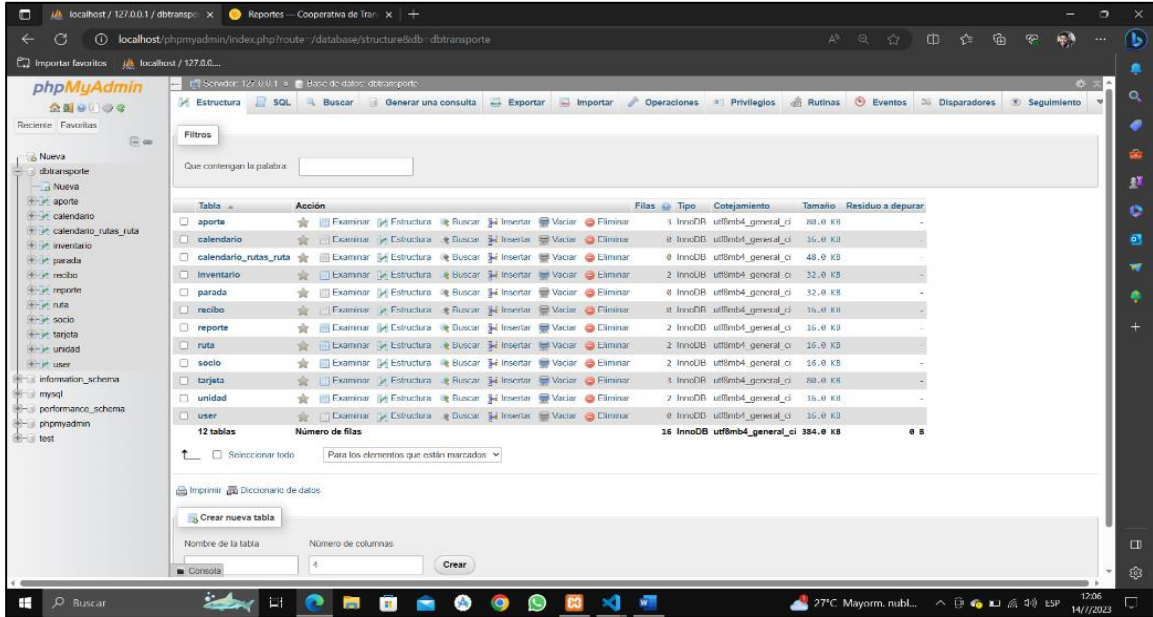 localhost / 127.0.0.1 / dbtranspo
Reportes — Cooperativa de Tran
localhost/phpmyadmin/index.php?route=/database/structure&db=dbtransporte
Importar favoritos localhost / 127.0.0....
phpMyAdmin
Reciente Favoritas
Nueva
dbtransporte
Nueva
aporte
calendario
calendario_rutas_ruta
inventario
parada
recibo
reporte
ruta
socio
tarjeta
unidad
user
information_schema
mysql
performance_schema
phpmyadmin
test
Servidor: 127.0.0.1 » Base de datos: dbtransporte
Estructura SQL Buscar Generar una consulta Exportar Importar Operaciones Privilegios Rutinas Eventos Disparadores Seguimiento
Filtros
Que contengan la palabra:
Tabla Acción Filas Tipo Cotejamiento Tamaño Residuo a depurar
aporte Examinar Estructura Buscar Insertar Vaciar Eliminar 3 InnoDB utf8mb4_general_ci 80.0 KB -
calendario Examinar Estructura Buscar Insertar Vaciar Eliminar 0 InnoDB utf8mb4_general_ci 16.0 KB -
calendario_rutas_ruta Examinar Estructura Buscar Insertar Vaciar Eliminar 0 InnoDB utf8mb4_general_ci 48.0 KB -
inventario Examinar Estructura Buscar Insertar Vaciar Eliminar 2 InnoDB utf8mb4_general_ci 32.0 KB -
parada Examinar Estructura Buscar Insertar Vaciar Eliminar 0 InnoDB utf8mb4_general_ci 32.0 KB -
recibo Examinar Estructura Buscar Insertar Vaciar Eliminar 0 InnoDB utf8mb4_general_ci 16.0 KB -
reporte Examinar Estructura Buscar Insertar Vaciar Eliminar 2 InnoDB utf8mb4_general_ci 16.0 KB -
ruta Examinar Estructura Buscar Insertar Vaciar Eliminar 2 InnoDB utf8mb4_general_ci 16.0 KB -
socio Examinar Estructura Buscar Insertar Vaciar Eliminar 2 InnoDB utf8mb4_general_ci 16.0 KB -
tarjeta Examinar Estructura Buscar Insertar Vaciar Eliminar 3 InnoDB utf8mb4_general_ci 80.0 KB -
unidad Examinar Estructura Buscar Insertar Vaciar Eliminar 2 InnoDB utf8mb4_general_ci 16.0 KB -
user Examinar Estructura Buscar Insertar Vaciar Eliminar 0 InnoDB utf8mb4_general_ci 16.0 KB -
12 tablas Número de filas 16 InnoDB utf8mb4_general_ci 384.0 KB 0 B
Seleccionar todo Para los elementos que están marcados:
Imprimir Diccionario de datos
Crear nueva tabla
Nombre de la tabla Número de columnas
4 Crear
Consola
Buscar
27°C Mayorm. nubl... ESP 12:06
14/7/2023